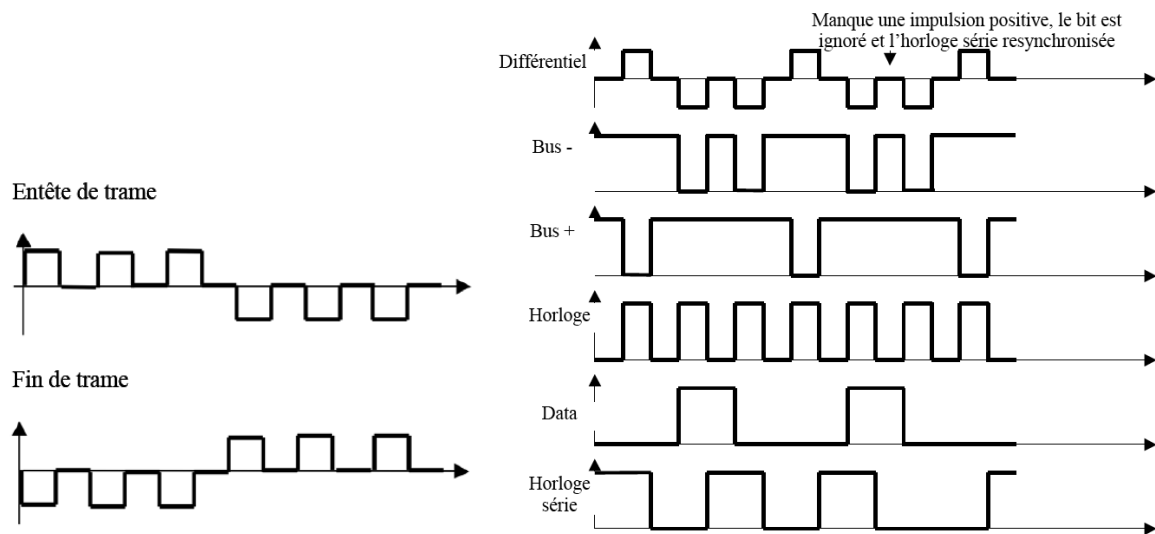 Entête de trame
Fin de trame
Manque une impulsion positive, le bit est
ignoré et l'horloge série resynchronisée
Différentiel
Bus -
Bus +
Horloge
Data
Horloge
série